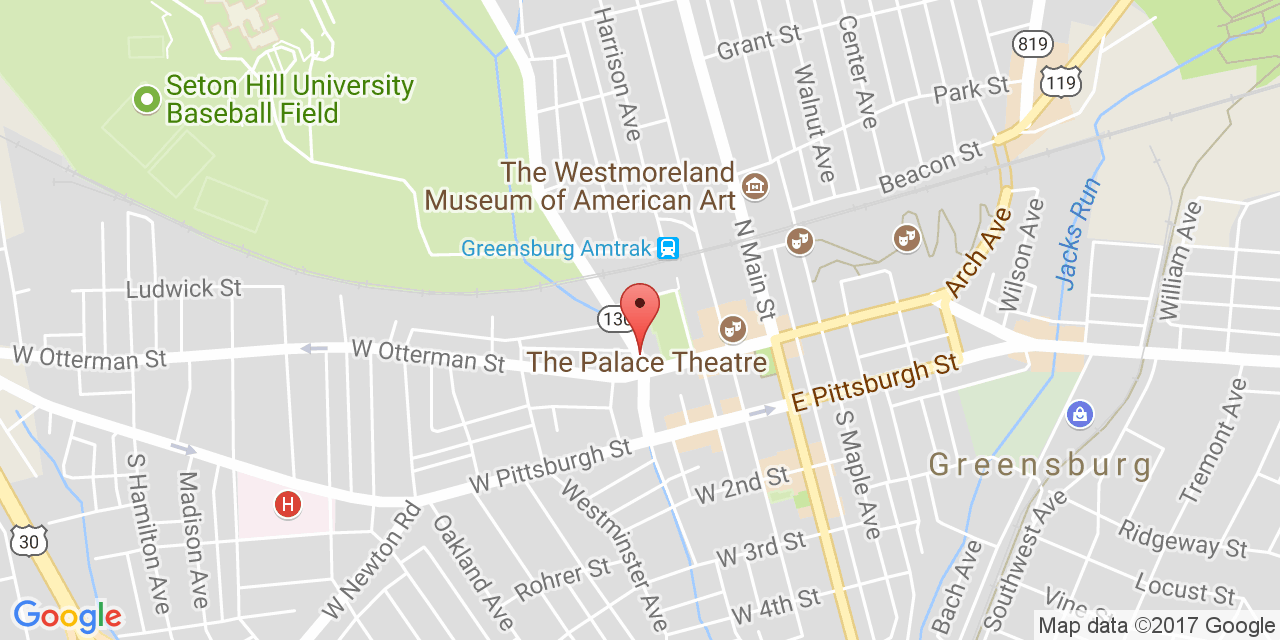 Harrison Ave
Grant St
Center Ave
819
119
Seton Hill University
Baseball Field
Walnut Ave
Park St
Beacon St
The Westmoreland
Museum of American Art
Greensburg Amtrak
N Main St
Arch Ave
Wilson Ave
Jacks Run
William Ave
Ludwick St
130
W Otterman St
W Otterman St
The Palace Theatre
E Pittsburgh St
S Hamilton Ave
Madison Ave
H
W Pittsburgh St
W Newton Rd
Oakland Ave
Westminster Ave
Rohrer St
W 2nd St
W 3rd St
W 4th St
S Maple Ave
Greensburg
Tremont Ave
Ridgeway St
Locust St
Vine St
Bach Ave
Southwest Ave
30
Google
Map data ©2017 Google